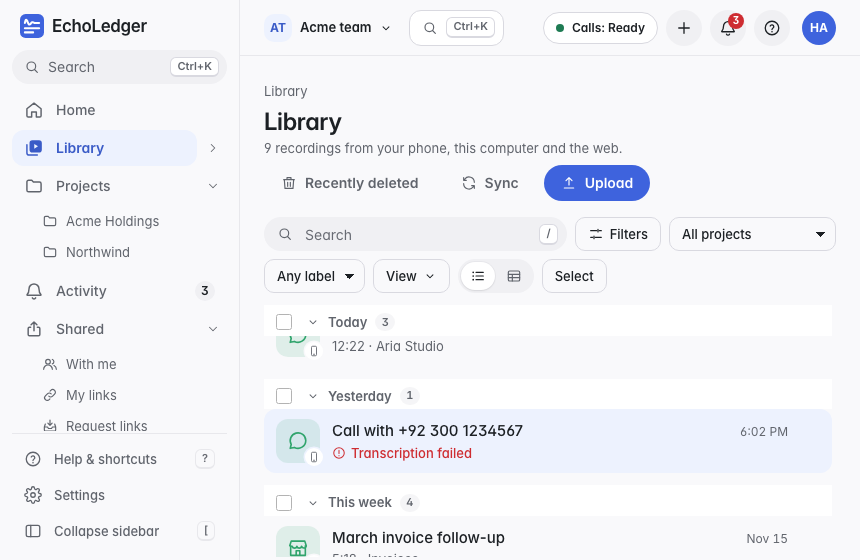 EchoLedger
Search Ctrl+K
Home
Library
Projects
Acme Holdings
Northwind
Activity 3
Shared
With me
My links
Request links
Help & shortcuts ?
Settings
Collapse sidebar [
AT Acme team Ctrl+K Calls: Ready 3 HA
Library
Library
9 recordings from your phone, this computer and the web.
Recently deleted Sync Upload
Search / Filters All projects
Any label View Select
Today 3
12:22 · Aria Studio
Yesterday 1
Call with +92 300 1234567 6:02 PM
Transcription failed
This week 4
March invoice follow-up Nov 15